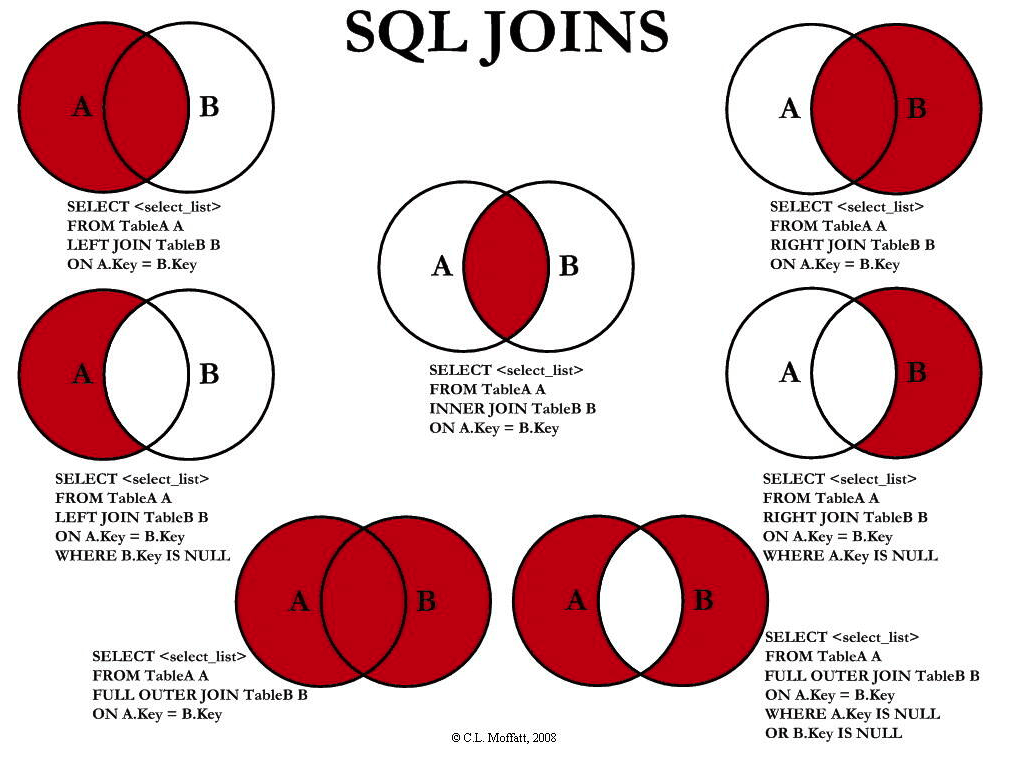 SQL JOINS
A
B
SELECT <select_list>
FROM TableA A
LEFT JOIN TableB B
ON A.Key = B.Key
A
B
SELECT <select_list>
FROM TableA A
RIGHT JOIN TableB B
ON A.Key = B.Key
A
B
SELECT <select_list>
FROM TableA A
INNER JOIN TableB B
ON A.Key = B.Key
A
B
SELECT <select_list>
FROM TableA A
LEFT JOIN TableB B
ON A.Key = B.Key
WHERE B.Key IS NULL
A
B
SELECT <select_list>
FROM TableA A
RIGHT JOIN TableB B
ON A.Key = B.Key
WHERE A.Key IS NULL
A
B
SELECT <select_list>
FROM TableA A
FULL OUTER JOIN TableB B
ON A.Key = B.Key
A
B
SELECT <select_list>
FROM TableA A
FULL OUTER JOIN TableB B
ON A.Key = B.Key
WHERE A.Key IS NULL
OR B.Key IS NULL
© C.L. Moffatt, 2008